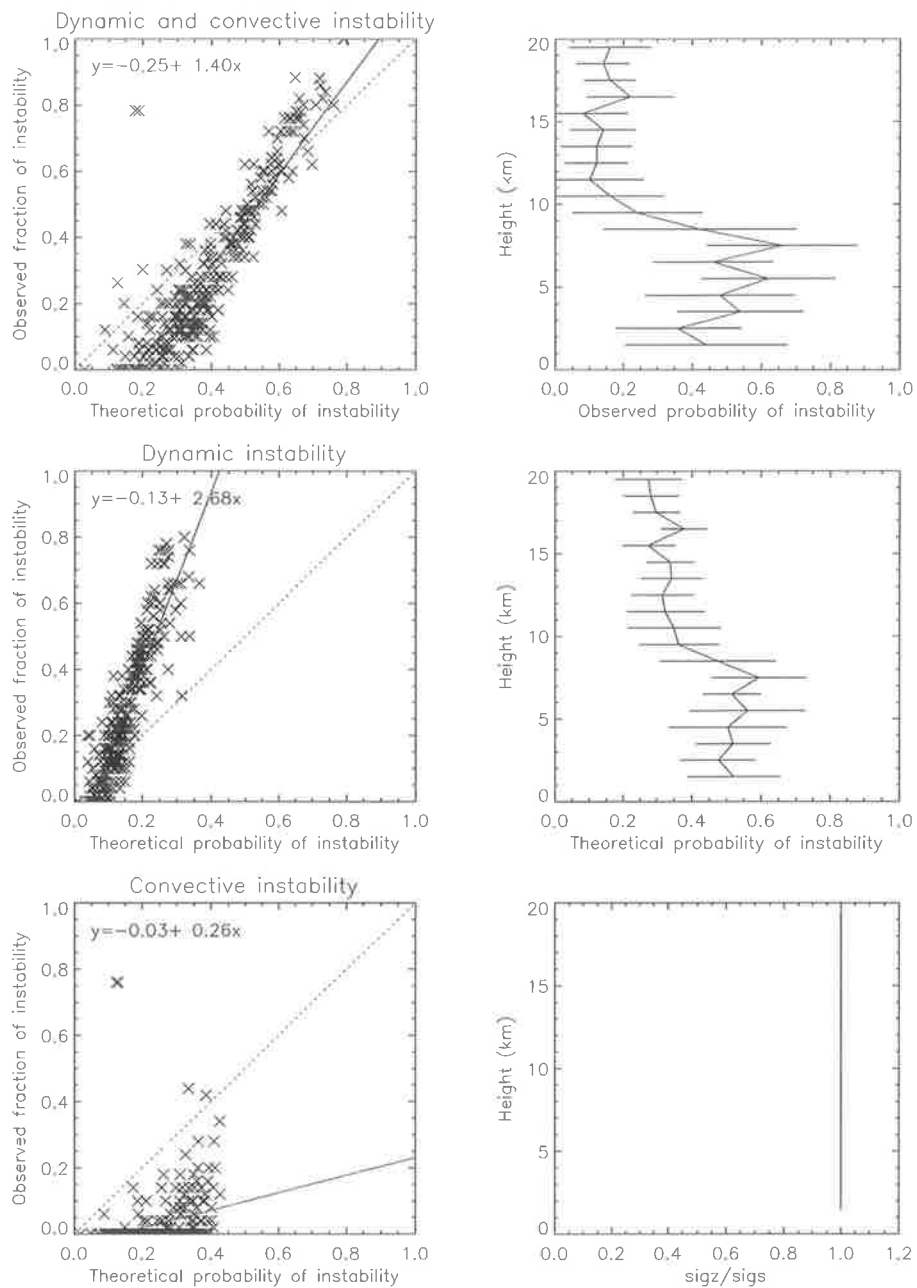 Dynamic and convective instability
1.0
0.8
0.6
0.4
0.2
0.0
Observed fraction of instability
y=-0.25+ 1.40x
0.0 0.2 0.4 0.6 0.8 1.0
Theoretical probability of instability
20
15
10
5
0
Height (km)
0.0 0.2 0.4 0.6 0.8 1.0
Observed probability of instability
Dynamic instability
1.0
0.8
0.6
0.4
0.2
0.0
Observed fraction of instability
y=-0.13+ 2.68x
0.0 0.2 0.4 0.6 0.8 1.0
Theoretical probability of instability
20
15
10
5
0
Height (km)
0.0 0.2 0.4 0.6 0.8 1.0
Theoretical probability of instability
Convective instability
1.0
0.8
0.6
0.4
0.2
0.0
Observed fraction of instability
y=-0.03+ 0.26x
0.0 0.2 0.4 0.6 0.8 1.0
Theoretical probability of instability
20
15
10
5
0
Height (km)
0.0 0.2 0.4 0.6 0.8 1.0 1.2
sigz/sigs